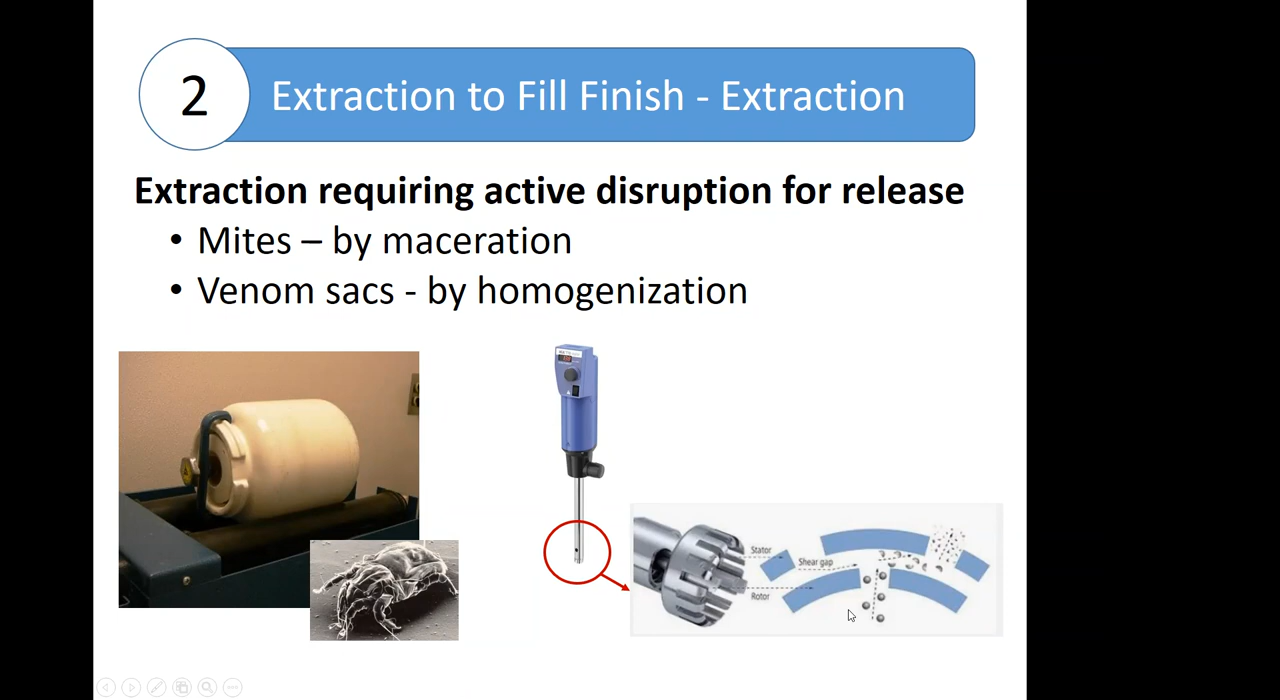 2
Extraction to Fill Finish - Extraction
Extraction requiring active disruption for release
• Mites – by maceration
• Venom sacs - by homogenization
Stator
Shear gap
Rotor